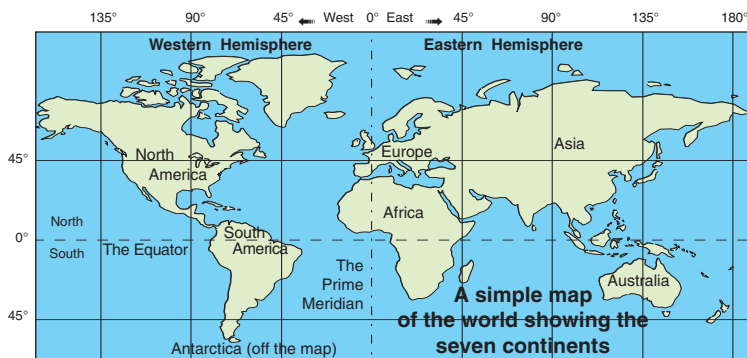 135° 90° 45° West 0° East 45° 90° 135° 180°
Western Hemisphere Eastern Hemisphere
45°
North
America
Europe
Asia
Africa
North
0°
South
The Equator
South
America
The
Prime
Meridian
Australia
45°
A simple map
of the world showing the
seven continents
Antarctica (off the map)